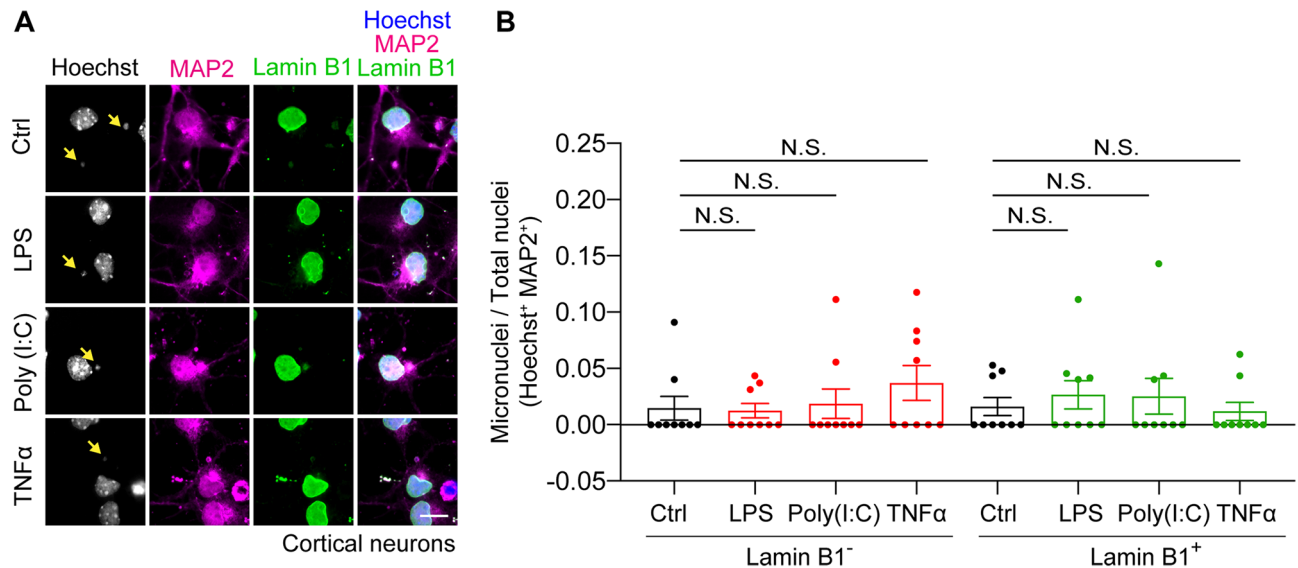 A
Hoechst
MAP2
Hoechst MAP2 Lamin B1 Lamin B1
Ctrl
LPS
Poly (I:C)
TNFα
Cortical neurons
B
Micronuclei / Total nuclei
(Hoechst⁺ MAP2⁺)
0.25
0.20
0.15
0.10
0.05
0.00
-0.05
N.S.
N.S.
N.S.
N.S.
N.S.
N.S.
Ctrl LPS Poly(I:C) TNFα Ctrl LPS Poly(I:C) TNFα
Lamin B1⁻ Lamin B1⁺